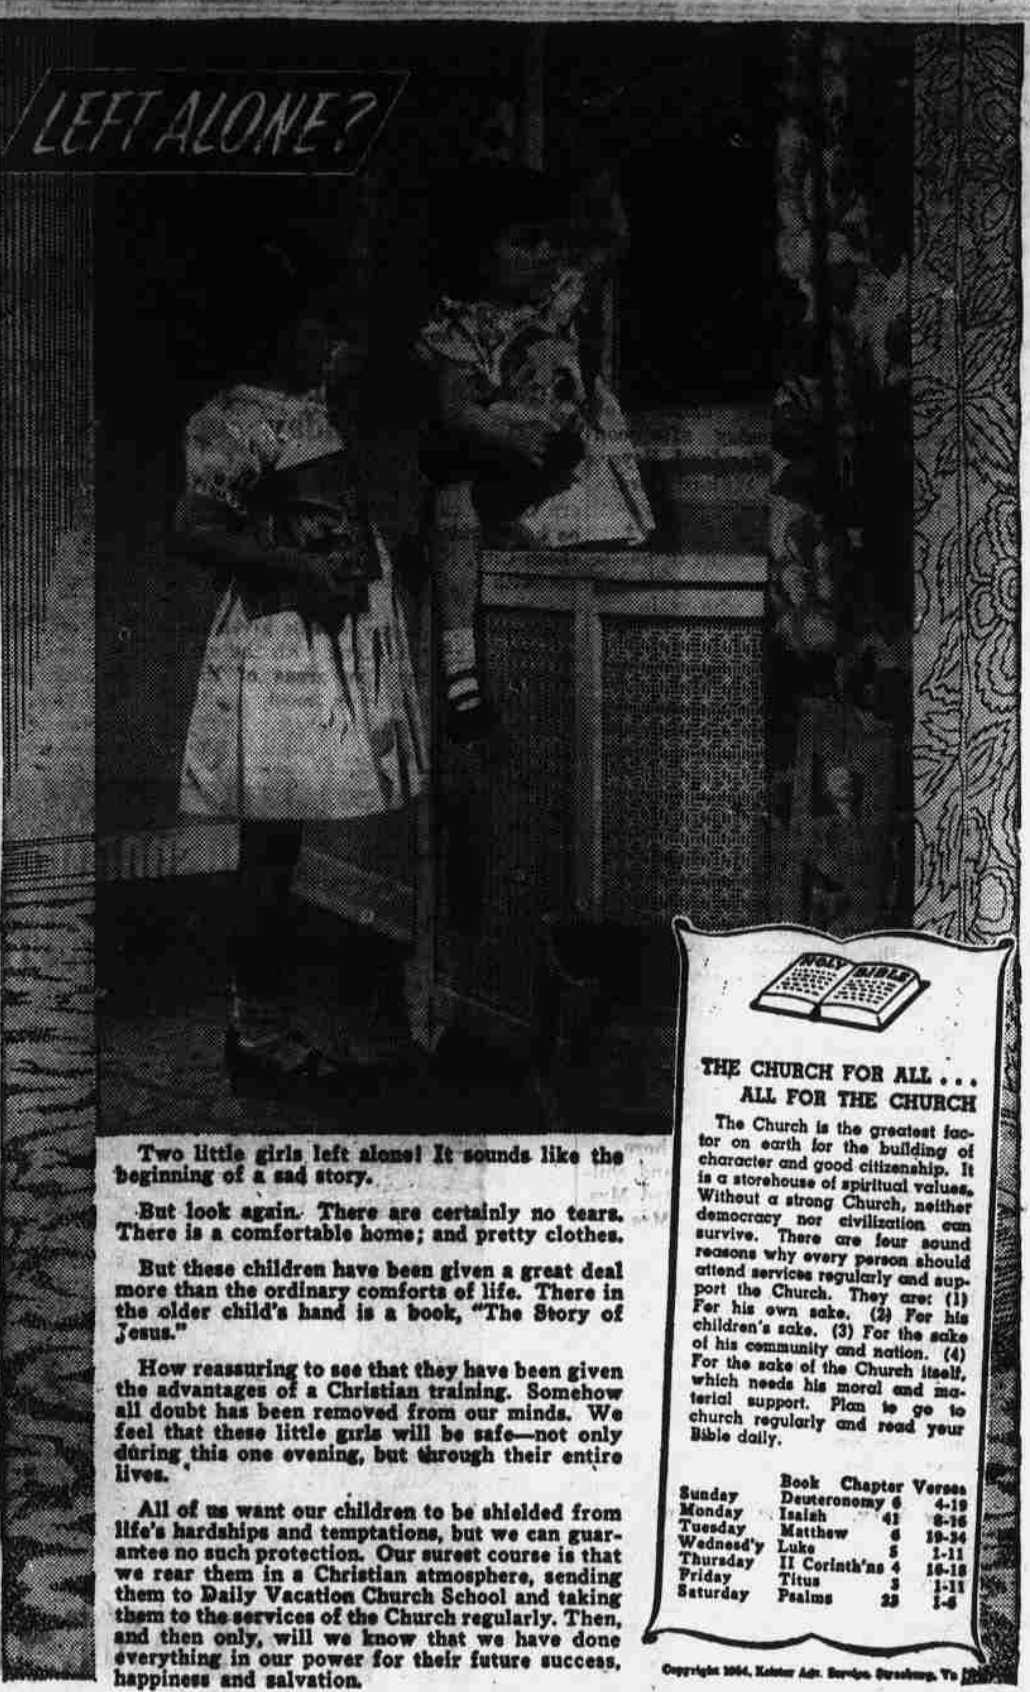 LEFT ALONE?
Two little girls left alone! It sounds like the
beginning of a sad story.
But look again. There are certainly no tears.
There is a comfortable home; and pretty clothes.
But these children have been given a great deal
more than the ordinary comforts of life. There in
the older child's hand is a book, "The Story of
Jesus."
How reassuring to see that they have been given
the advantages of a Christian training. Somehow
all doubt has been removed from our minds. We
feel that these little girls will be safe—not only
during this one evening, but through their entire
lives.
All of us want our children to be shielded from
life's hardships and temptations, but we can guar-
antee no such protection. Our surest course is that
we rear them in a Christian atmosphere, sending
them to Daily Vacation Church School and taking
them to the services of the Church regularly. Then,
and then only, will we know that we have done
everything in our power for their future success,
happiness and salvation.
HOLY BIBLE
THE CHURCH FOR ALL ...
ALL FOR THE CHURCH
The Church is the greatest fac-
tor on earth for the building of
character and good citizenship. It
is a storehouse of spiritual values.
Without a strong Church, neither
democracy nor civilization can
survive. There are four sound
reasons why every person should
attend services regularly and sup-
port the Church. They are: (1)
For his own sake. (2) For his
children's sake. (3) For the sake
of his community and nation. (4)
For the sake of the Church itself,
which needs his moral and ma-
terial support. Plan to go to
church regularly and read your
Bible daily.
Book Chapter Verses
Sunday Deuteronomy 6 4-19
Monday Isaiah 41 8-16
Tuesday Matthew 6 19-34
Wednesd'y Luke 5 1-11
Thursday II Corinth'ns 4 16-18
Friday Titus 3 1-11
Saturday Psalms 23 1-6
Copyright 1954, Keister Adv. Service, Strasburg, Va